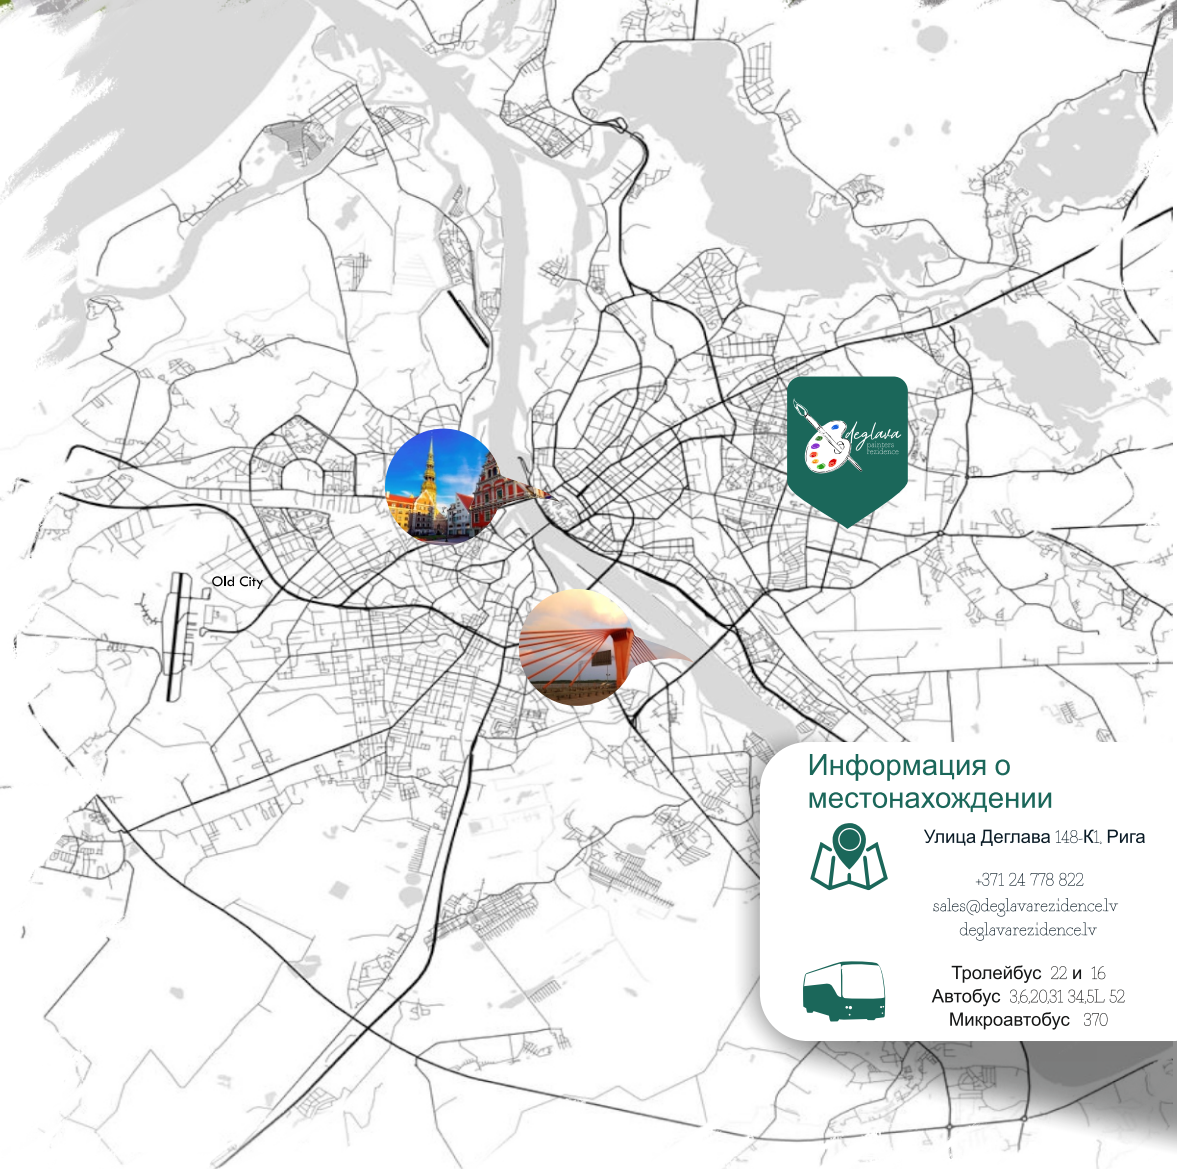 deglava
painters
rezidence
Old City
Информация о
местонахождении
Улица Деглава 148-К1, Рига
+371 24 778 822
sales@deglavarezidence.lv
deglavarezidence.lv
Тролейбус 22 и 16
Автобус 3,6,20,31 34,5L 52
Микроавтобус 370